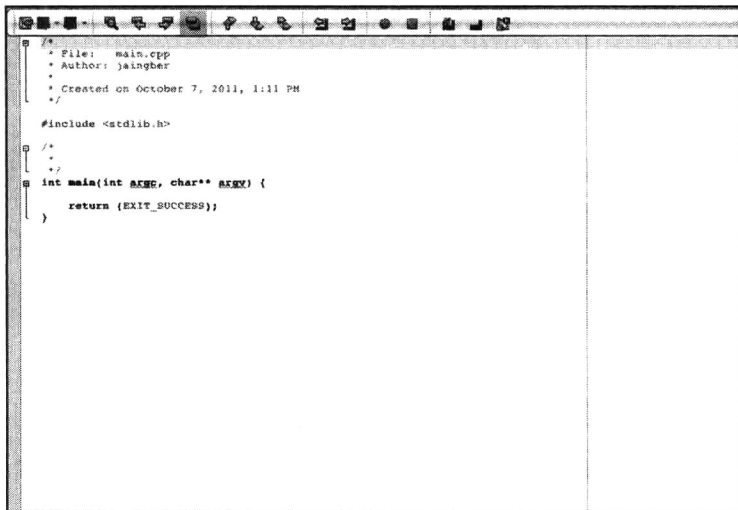 /*
 * File:   main.cpp
 * Author: jaingber
 *
 * Created on October 7, 2011, 1:11 PM
 */
#include <stdlib.h>
/*
 *
 */
int main(int argc, char** argv) {
    return (EXIT_SUCCESS);
}